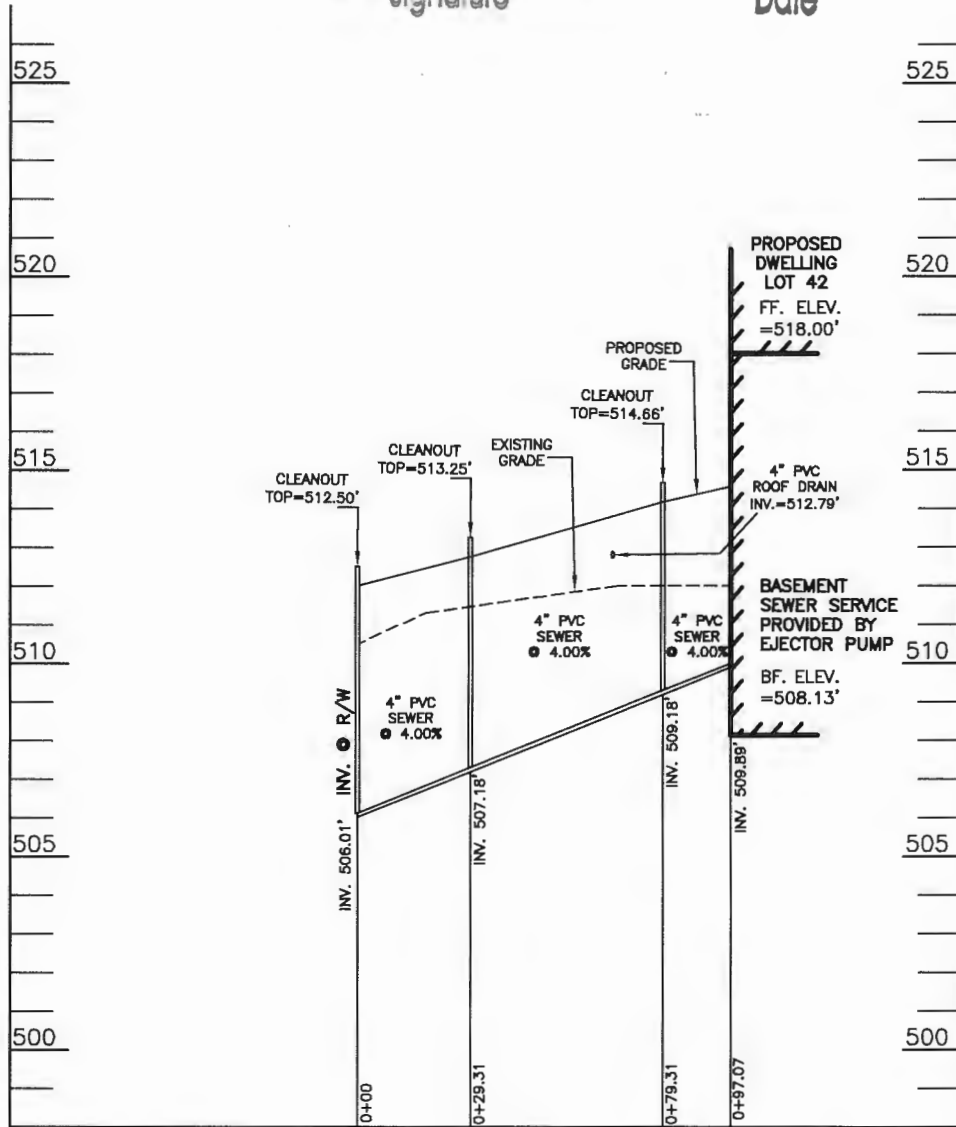 Signature Date
525 525
520 520
515 515
510 510
505 505
500 500
PROPOSED
DWELLING
LOT 42
FF. ELEV.
=518.00'
PROPOSED
GRADE
CLEANOUT
TOP=514.66'
EXISTING
GRADE
CLEANOUT
TOP=513.25'
CLEANOUT
TOP=512.50'
4" PVC
ROOF DRAIN
INV.=512.79'
BASEMENT
SEWER SERVICE
PROVIDED BY
EJECTOR PUMP
BF. ELEV.
=508.13'
4" PVC
SEWER
@ 4.00%
4" PVC
SEWER
@ 4.00%
4" PVC
SEWER
@ 4.00%
INV. 506.01' INV. @ R/W
INV. 507.18'
INV. 509.18'
INV. 509.89'
0+00
0+29.31
0+79.31
0+97.07